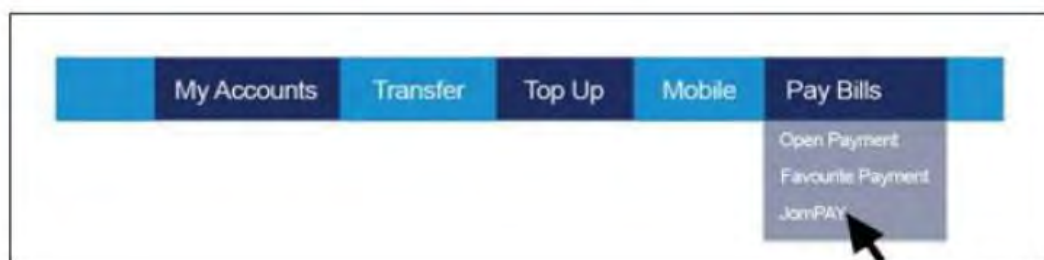 My Accounts Transfer Top Up Mobile Pay Bills
Open Payment
Favourite Payment
JomPAY